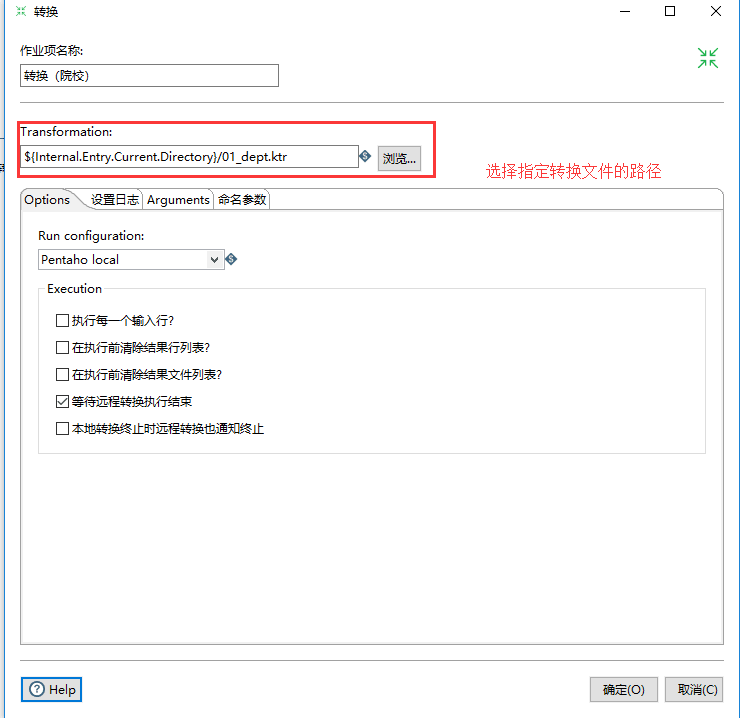 转换
作业项名称:
转换（院校）
Transformation:
${Internal.Entry.Current.Directory}/01_dept.ktr
浏览...
选择指定转换文件的路径
Options 设置日志 Arguments 命名参数
Run configuration:
Pentaho local
Execution
执行每一个输入行?
在执行前清除结果行列表?
在执行前清除结果文件列表?
等待远程转换执行结束
本地转换终止时远程转换也通知终止
Help
确定(O)
取消(C)